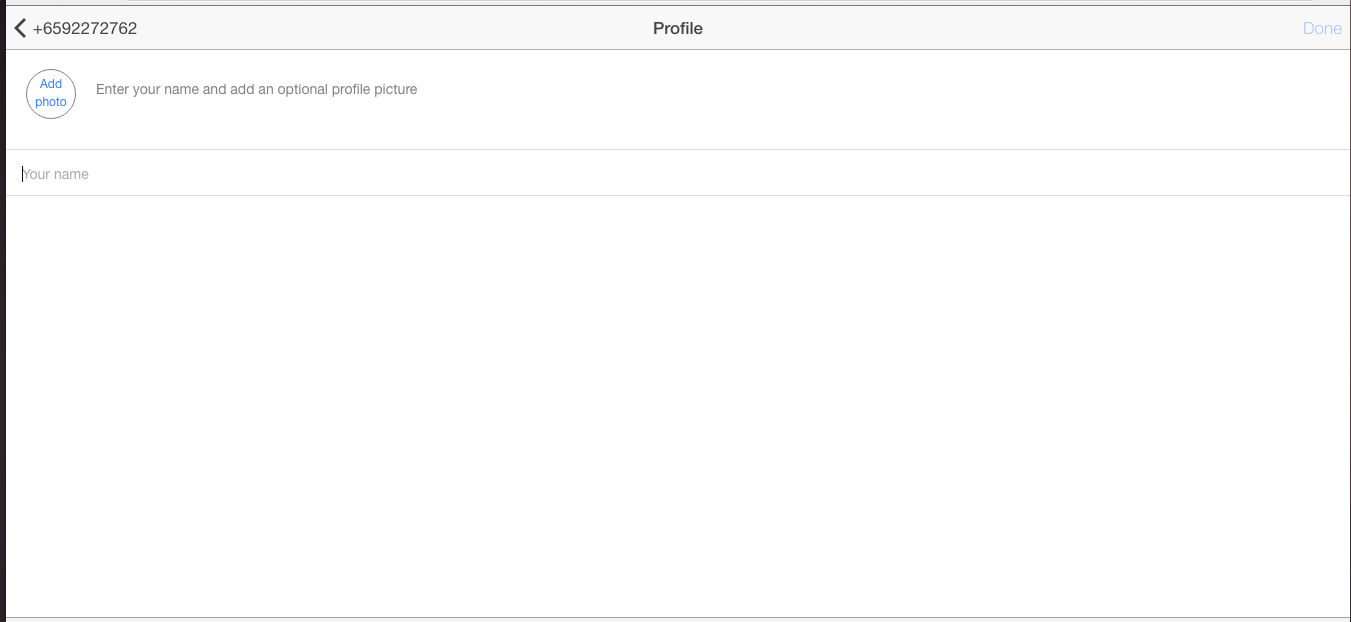 +6592272762 Profile Done
Add
photo
Enter your name and add an optional profile picture
Your name